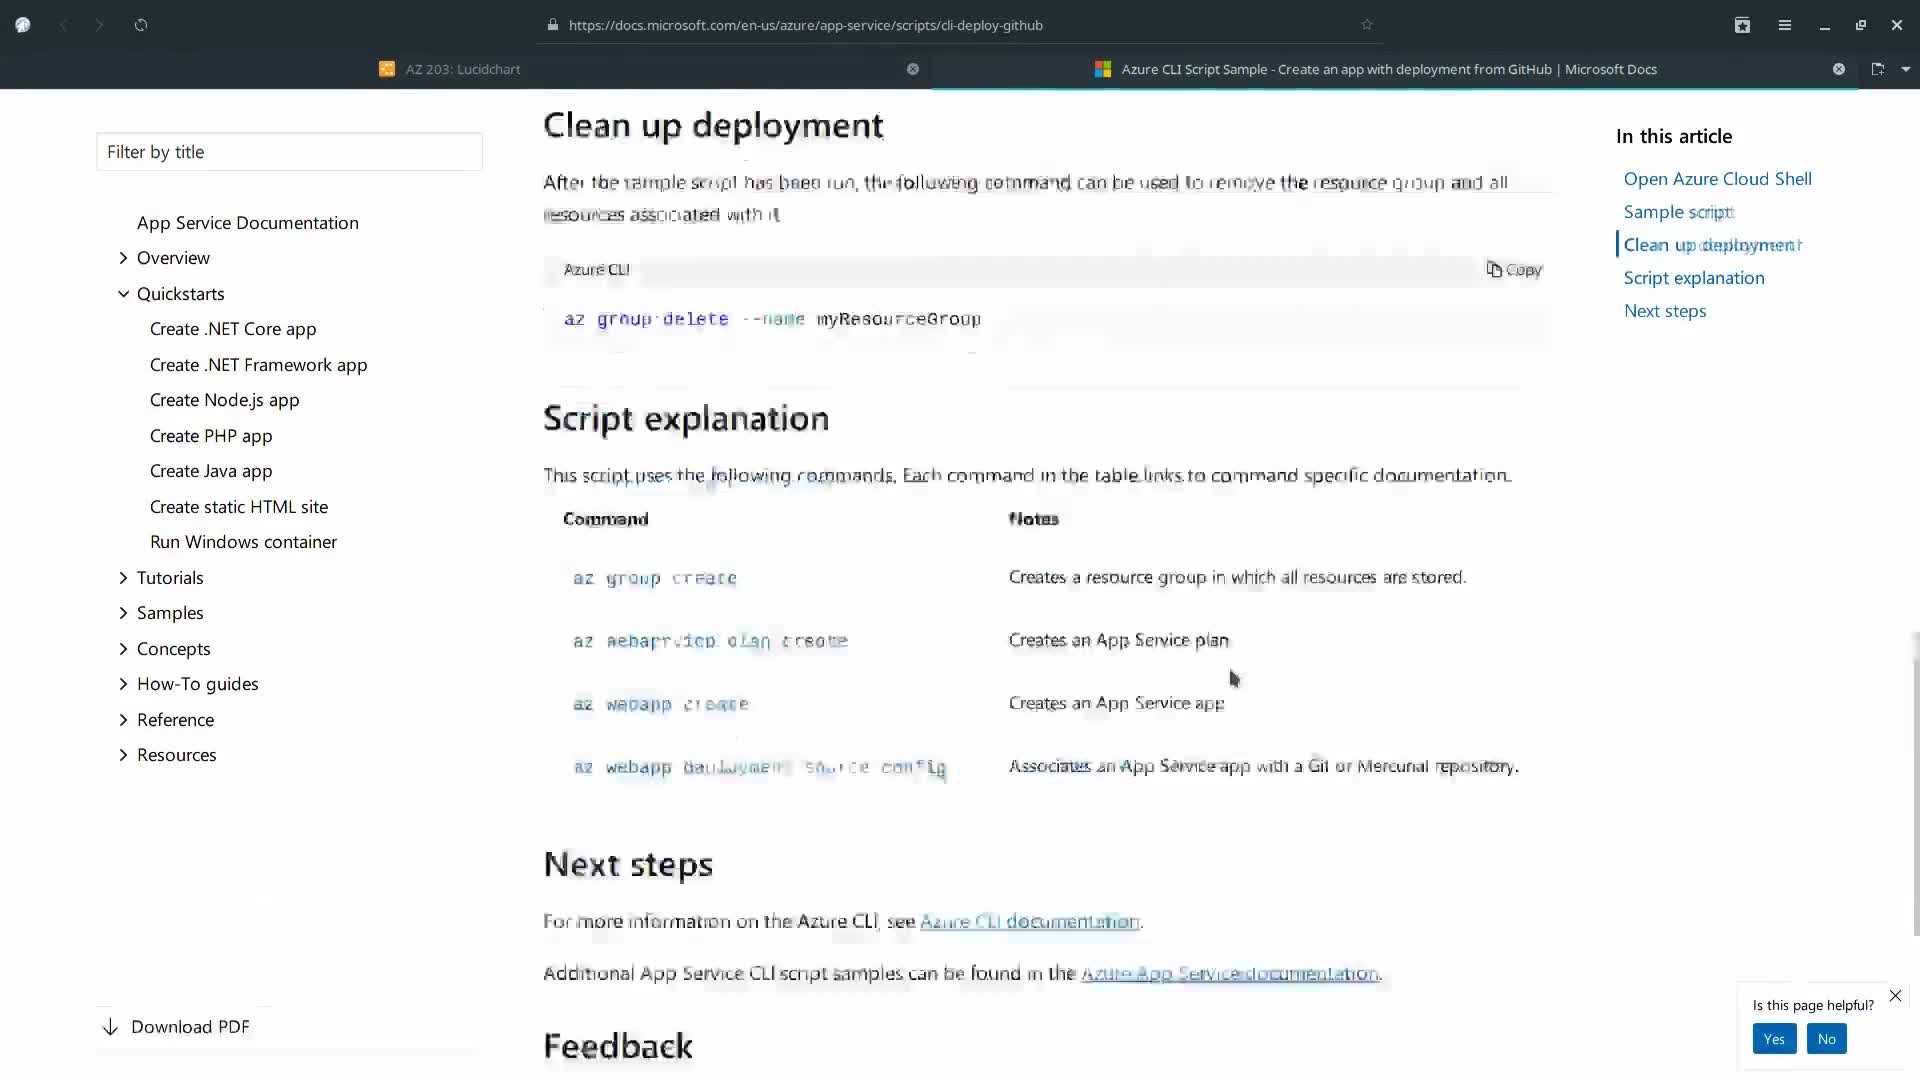 https://docs.microsoft.com/en-us/azure/app-service/scripts/cli-deploy-github
AZ 203: Lucidchart
Azure CLI Script Sample - Create an app with deployment from GitHub | Microsoft Docs
Filter by title
App Service Documentation
Overview
Quickstarts
Create .NET Core app
Create .NET Framework app
Create Node.js app
Create PHP app
Create Java app
Create static HTML site
Run Windows container
Tutorials
Samples
Concepts
How-To guides
Reference
Resources
Download PDF
Clean up deployment
After the sample script has been run, the following command can be used to remove the resource group and all
resources associated with it
Azure CLI
Copy
az group delete --name myResourceGroup
Script explanation
This script uses the following commands. Each command in the table links to command specific documentation.
Command Notes
az group create Creates a resource group in which all resources are stored.
az create Creates an App Service plan
az webapp create Creates an App Service app
az webapp deployment source config Associates an App Service app with a Git or Mercurial repository.
Next steps
For more information on the Azure CLI, see Azure CLI documentation.
Additional App Service CLI script samples can be found in the Azure App Service documentation.
Feedback
In this article
Open Azure Cloud Shell
Sample script
Clean up deployment
Script explanation
Next steps
Is this page helpful?
Yes
No